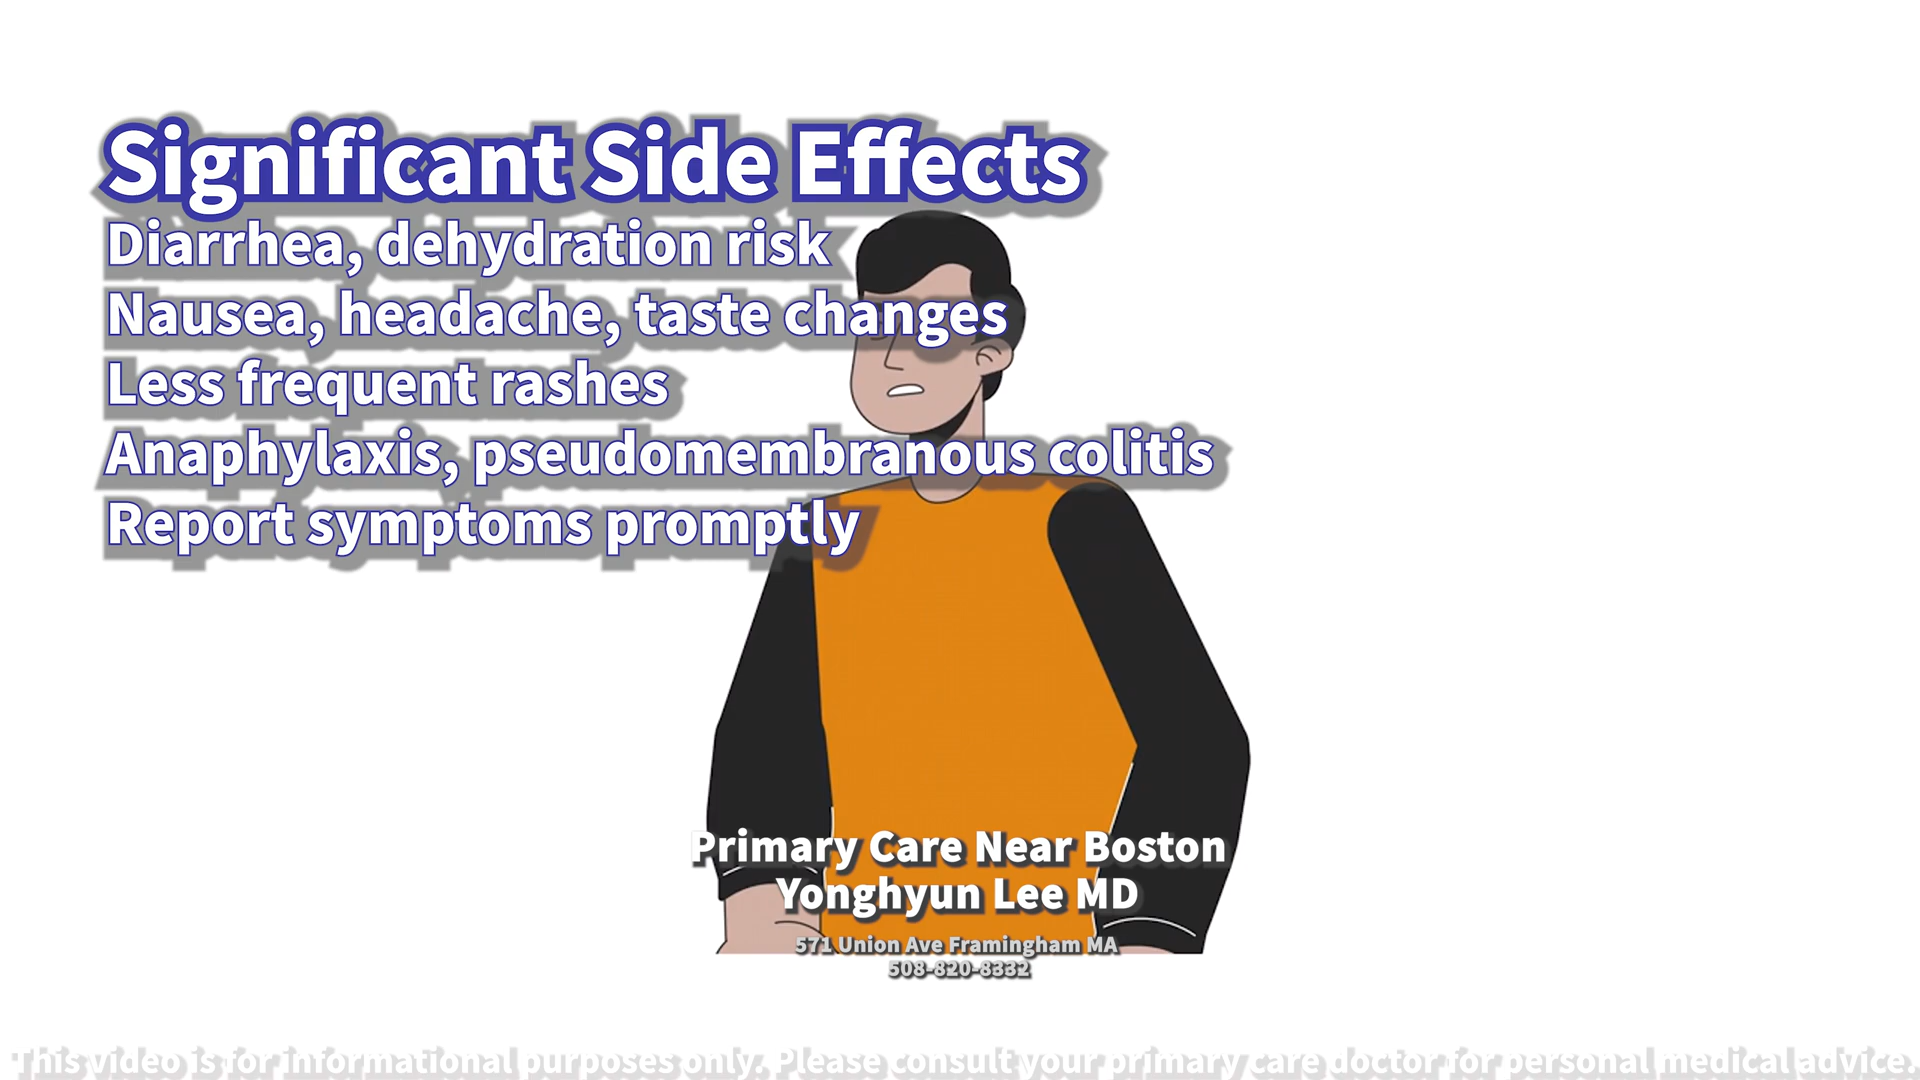 Significant Side Effects
Diarrhea, dehydration risk
Nausea, headache, taste changes
Less frequent rashes
Anaphylaxis, pseudomembranous colitis
Report symptoms promptly
Primary Care Near Boston
Yonghyun Lee MD
571 Union Ave Framingham MA
508-820-8332
This video is for informational purposes only. Please consult your primary care doctor for personal medical advice.